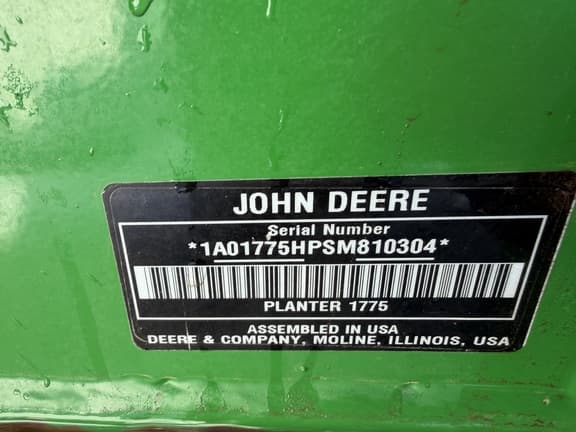 JOHN DEERE
Serial Number
*1A01775HPSM810304*
PLANTER 1775
ASSEMBLED IN USA
DEERE & COMPANY, MOLINE, ILLINOIS, USA